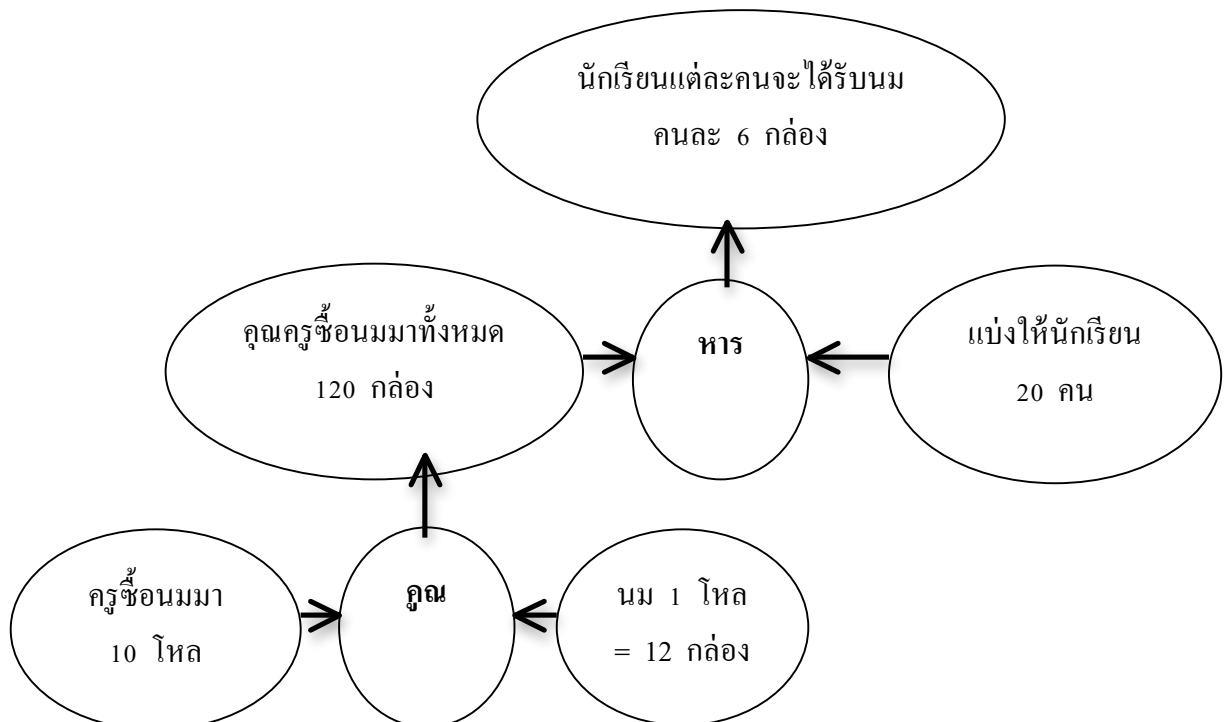 นักเรียนแต่ละคนจะได้รับนม
คนละ 6 กล่อง
คุณครูซื้อนมมาทั้งหมด
120 กล่อง
หาร
แบ่งให้นักเรียน
20 คน
ครูซื้อนมมา
10 โหล
คูณ
นม 1 โหล
= 12 กล่อง